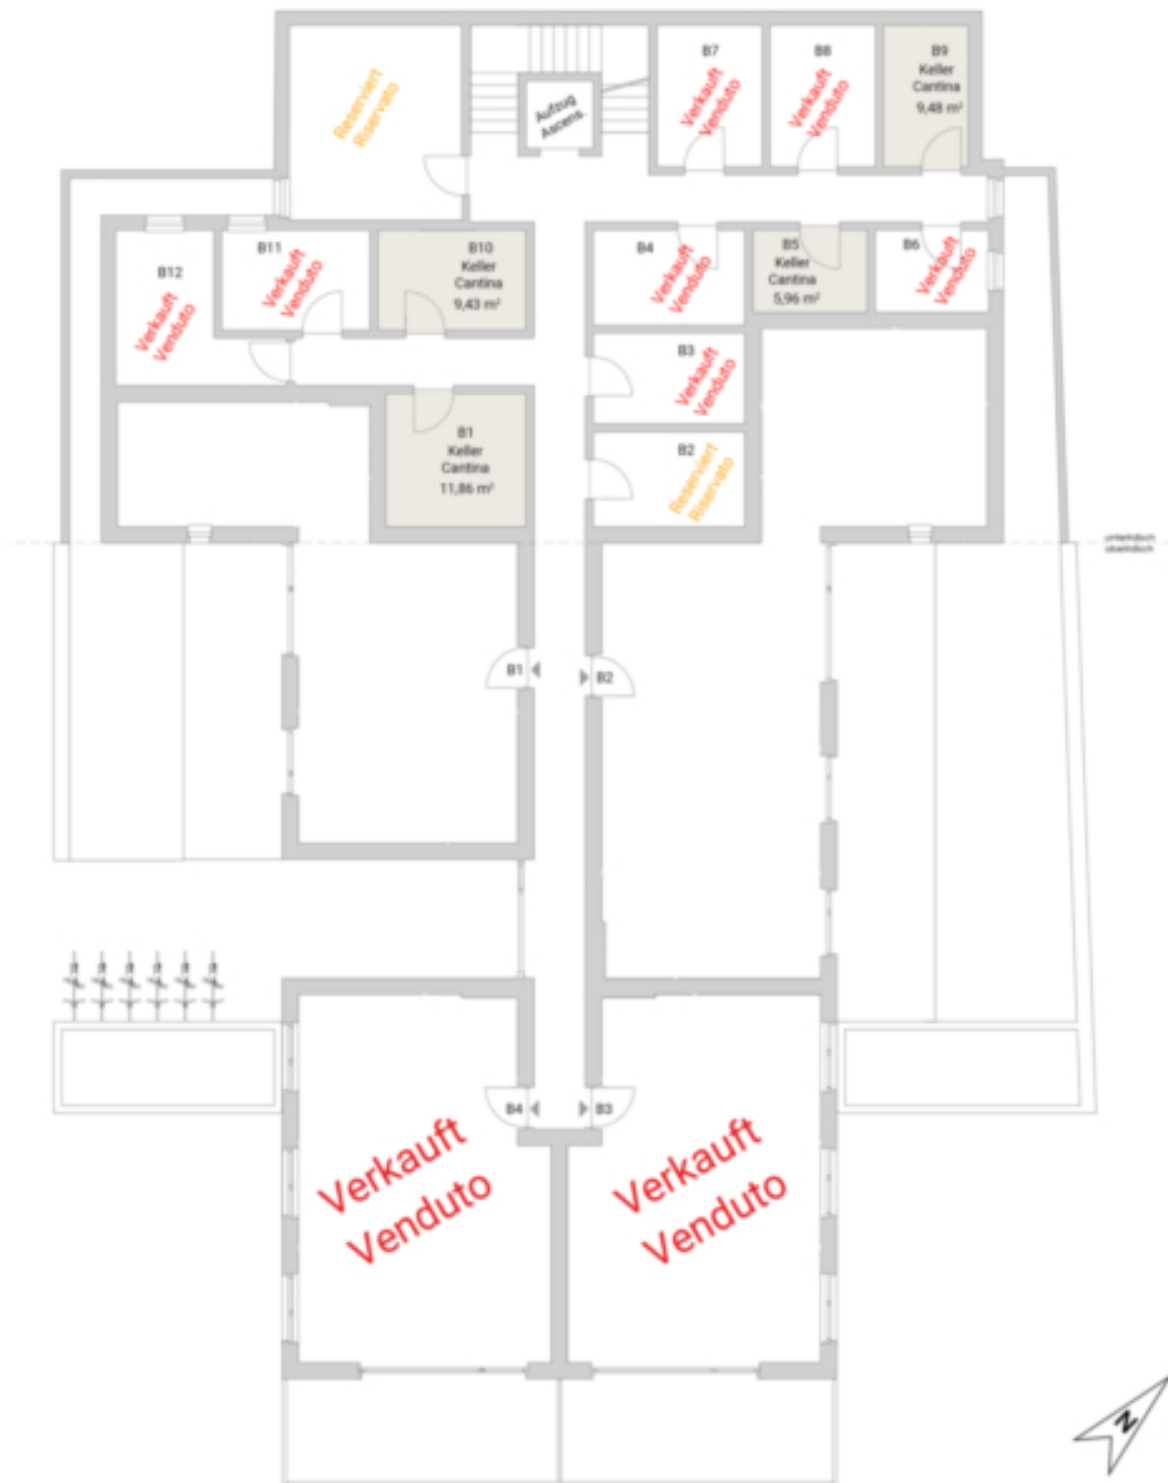 Reserviert
Riservato
Aufzug
Ascens.
B7
Verkauft
Venduto
B8
Verkauft
Venduto
B9
Keller
Cantina
9,48 m²
B12
Verkauft
Venduto
B11
Verkauft
Venduto
B10
Keller
Cantina
9,43 m²
B4
Verkauft
Venduto
B5
Keller
Cantina
5,96 m²
B6
Verkauft
Venduto
B3
Verkauft
Venduto
B1
Keller
Cantina
11,86 m²
B2
Reserviert
Riservato
unterirdisch
oberirdisch
B1
B2
B4
B3
Verkauft
Venduto
Verkauft
Venduto
N